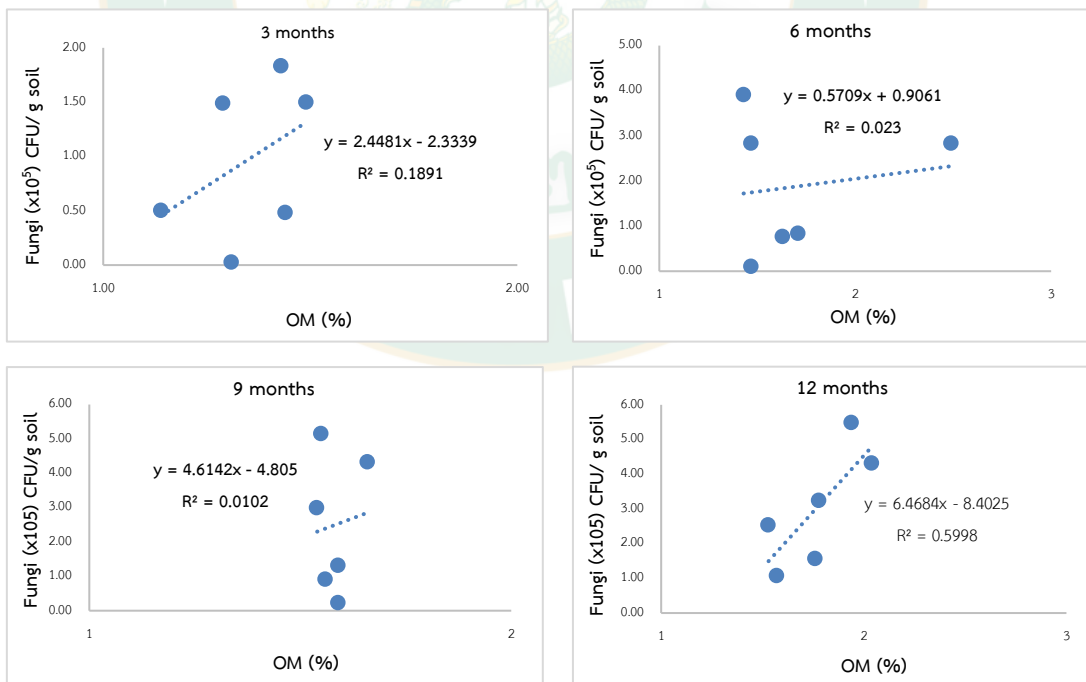 3 months
Fungi (x10⁵) CFU/ g soil
2.00
1.50
1.00
0.50
0.00
y = 2.4481x - 2.3339
R² = 0.1891
1.00
2.00
OM (%)
6 months
Fungi (x10⁵) CFU/ g soil
5.00
4.00
3.00
2.00
1.00
0.00
y = 0.5709x + 0.9061
R² = 0.023
1
2
3
OM (%)
9 months
Fungi (x105) CFU/g soil
6.00
5.00
4.00
3.00
2.00
1.00
0.00
y = 4.6142x - 4.805
R² = 0.0102
1
2
OM (%)
12 months
Fungi (x105) CFU/ g soil
6.00
5.00
4.00
3.00
2.00
1.00
0.00
y = 6.4684x - 8.4025
R² = 0.5998
1
2
3
OM (%)